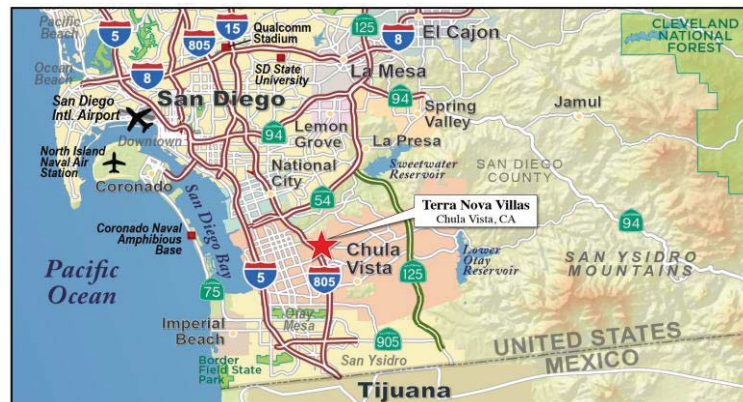 Pacific
Beach
5
805
15
Qualcomm
Stadium
125
8
El Cajon
CLEVELAND
NATIONAL
FOREST
Ocean
Beach
8
SD State
University
La Mesa
San Diego
San Diego
Intl. Airport
94
Spring
Valley
Jamul
Downtown
94
Lemon
Grove
La Presa
North Island
Naval Air
Station
National
City
Sweetwater
Reservoir
SAN DIEGO
COUNTY
Coronado
54
San Diego Bay
Terra Nova Villas
Chula Vista, CA
94
Coronado Naval
Amphibious
Base
Chula
Vista
Lower
Otay
Reservoir
SAN YSIDRO
MOUNTAINS
Pacific
Ocean
5
805
125
75
Otay
Mesa
Imperial
Beach
905
UNITED STATES
MEXICO
San Ysidro
Border
Field State
Park
Tijuana